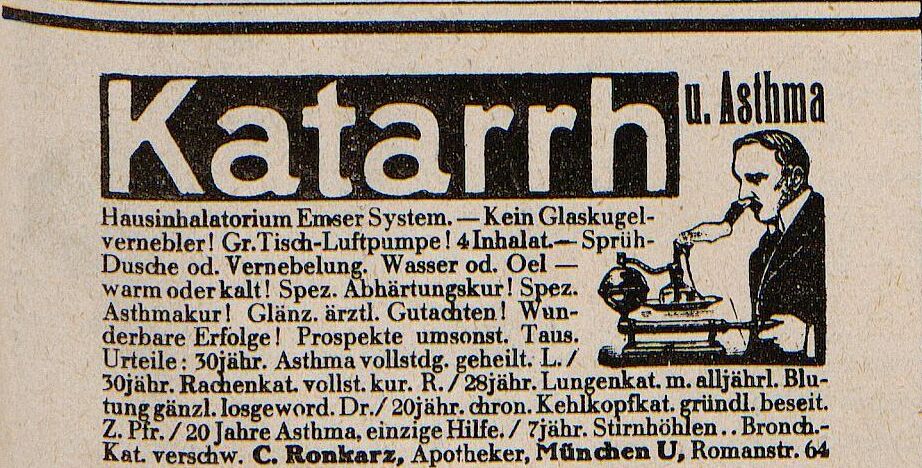 Katarrh u. Asthma
Hausinhalatorium Emser System. — Kein Glaskugel-
vernebler! Gr. Tisch-Luftpumpe! 4 Inhalat. — Sprüh-
Dusche od. Vernebelung. Wasser od. Oel —
warm oder kalt! Spez. Abhärtungskur! Spez.
Asthmakur! Glänz. ärztl. Gutachten! Wun-
derbare Erfolge! Prospekte umsonst. Taus.
Urteile: 30jähr. Asthma vollstdg. geheilt. L. /
30jähr. Rachenkat. vollst. kur. R. / 28jähr. Lungenkat. m. alljährl. Blu-
tung gänzl. losgeword. Dr. / 20jähr. chron. Kehlkopfkat. gründl. beseit.
Z. Pfr. / 20 Jahre Asthma, einzige Hilfe. / 7jähr. Stirnhöhlen.. Bronch.-
Kat. verschw. C. Ronkarz, Apotheker, München U, Romanstr. 64